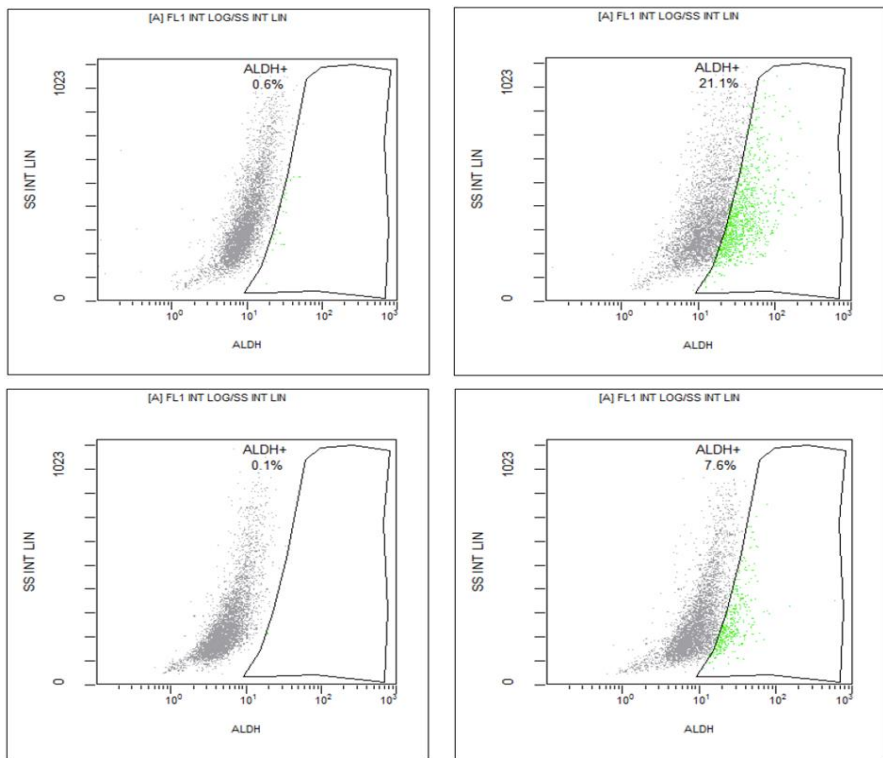 [A] FL1 INT LOG/SS INT LIN
ALDH+
0.6%
1023
SS INT LIN
0
10⁰ 10¹ 10² 10³
ALDH
[A] FL1 INT LOG/SS INT LIN
ALDH+
21.1%
1023
SS INT LIN
0
10⁰ 10¹ 10² 10³
ALDH
[A] FL1 INT LOG/SS INT LIN
ALDH+
0.1%
1023
SS INT LIN
0
10⁰ 10¹ 10² 10³
ALDH
[A] FL1 INT LOG/SS INT LIN
ALDH+
7.6%
1023
SS INT LIN
0
10⁰ 10¹ 10² 10³
ALDH